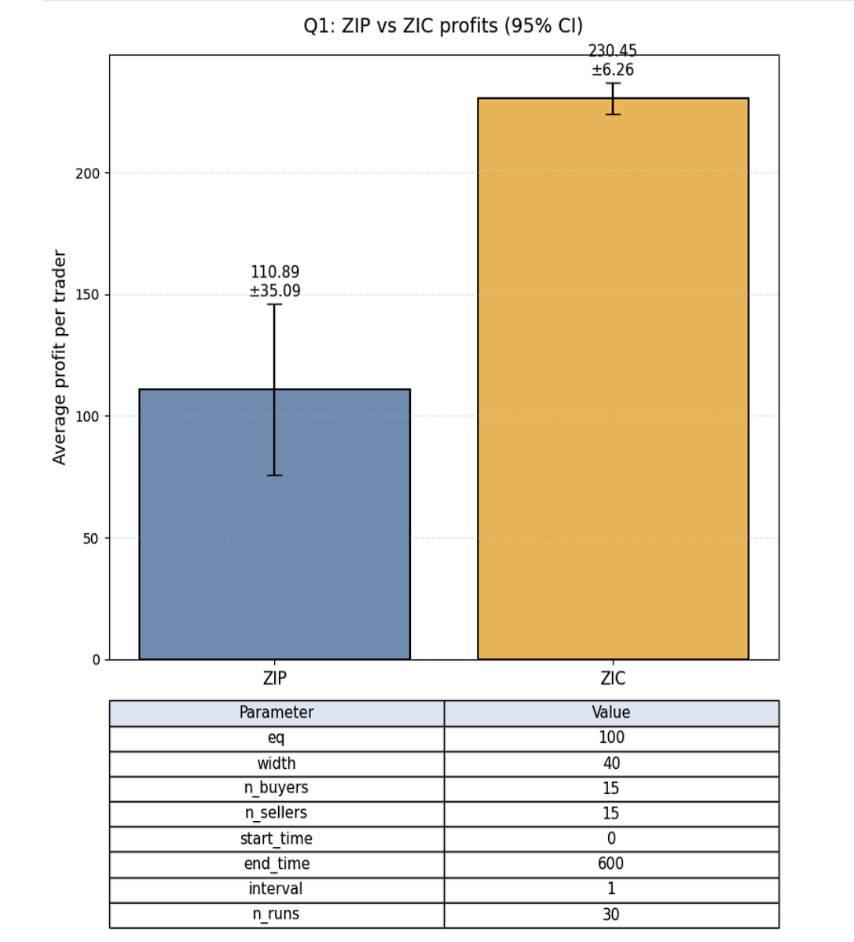 Q1: ZIP vs ZIC profits (95% CI)
230.45
±6.26
200
110.89
±35.09
150
Average profit per trader
100
50
0
ZIP ZIC
Parameter Value
eq 100
width 40
n_buyers 15
n_sellers 15
start_time 0
end_time 600
interval 1
n_runs 30